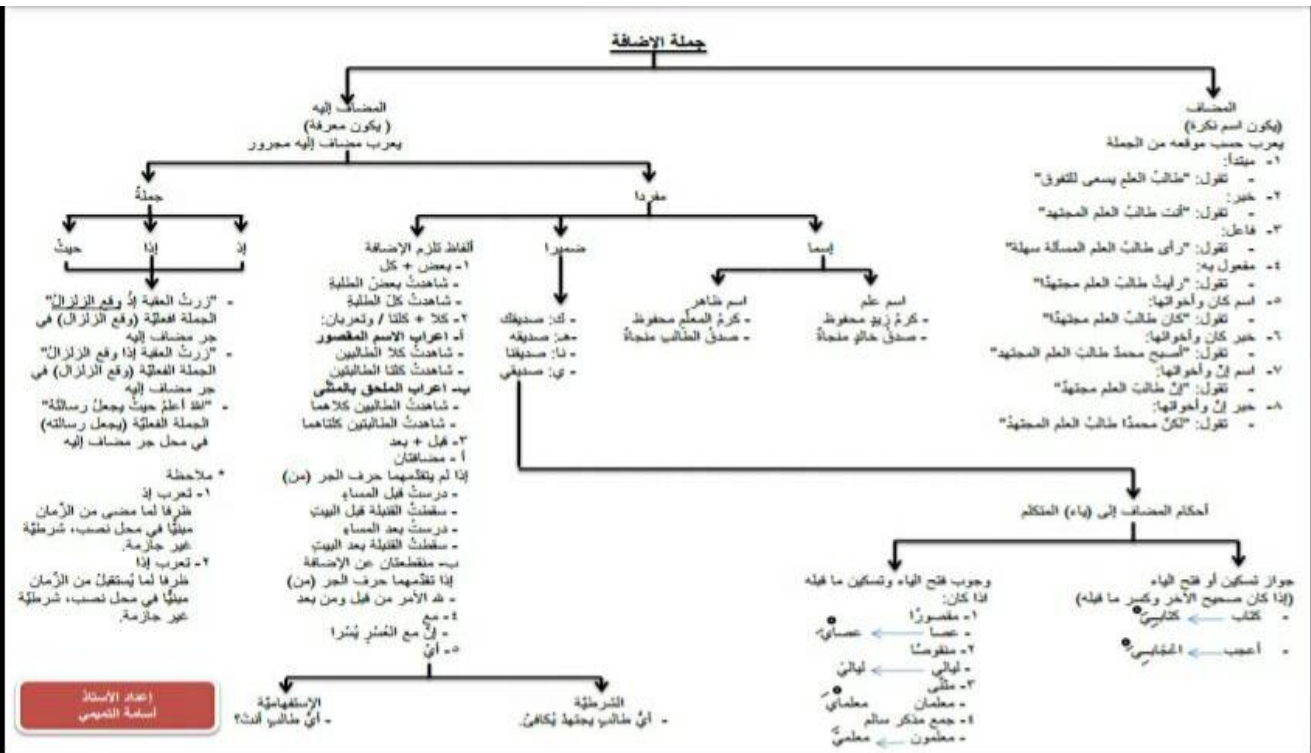 جملة الإضافة
المضاف
(يكون اسم نكرة)
يعرب حسب موقعه من الجملة
١- مبتدأ:
- تقول: "طالبُ العلم يسعى للتفوق"
٢- خبر:
- تقول: "أنت طالبُ العلم المجتهد"
٣- فاعل:
- تقول: "رأى طالبُ العلم المسألة سهلة"
٤- مفعول به:
- تقول: "رأيتُ طالبَ العلم مجتهدًا"
٥- اسم كان وأخواتها:
- تقول: "كان طالبُ العلم مجتهدًا"
٦- خبر كان وأخواتها:
- تقول: "أصبح محمدٌ طالبَ العلم المجتهد"
٧- اسم إنّ وأخواتها:
- تقول: "إنّ طالبَ العلم مجتهدٌ"
٨- خبر إنّ وأخواتها:
- تقول: "لكنّ محمدًا طالبُ العلم المجتهدُ"
المضاف إليه
( يكون معرفة)
يعرب مضاف إليه مجرور
مفردا
إسما
اسم علم
- كرمُ زيدٍ محفوظ
- صدقُ خالدٍ منجاةٌ
اسم ظاهر
- كرمُ المعلّمِ محفوظ
- صدقُ الطالبِ منجاةٌ
ضميرا
- ك: صديقك
- هـ: صديقه
- نا: صديقنا
- ي: صديقي
ألفاظ تلزم الإضافة
١- بعض + كل
- شاهدتُ بعضَ الطلبةِ
- شاهدتُ كلّ الطلبةِ
٢- كلا + كلتا / وتعربان:
أ- اعراب الاسم المقصور
- شاهدتُ كلا الطالبين
- شاهدتُ كلتا الطالبتين
ب- اعراب الملحق بالمثنّى
- شاهدتُ الطالبين كلاهما
- شاهدتُ الطالبتين كلتاهما
٣- قبل + بعد
أ - مضافتان
إذا لم يتقدّمهما حرف الجر (من)
- درستُ قبل المساءِ
- سقطتُ القنبلة قبل البيتِ
- درستُ بعد المساءِ
- سقطتُ القنبلة بعد البيتِ
ب- منقطعتان عن الإضافة
إذا تقدّمهما حرف الجر (من)
- لله الأمر من قبل ومن بعد
٤- مع
- إنّ مع العُسْرِ يُسْرا
٥- أيّ
الشرطيّة
- أيُّ طالبٍ يجتهدْ يُكافئْ.
الإستفهاميّة
- أيُّ طالبٍ أنتَ؟
جملةً
إذ
إذا
حيثُ
- "زرتُ العقبة إذْ وقع الزلزالُ"
الجملة الفعليّة (وقع الزلزال) في
جر مضاف إليه
- "زرتُ العقبة إذا وقع الزلزالُ"
الجملة الفعليّة (وقع الزلزال) في
جر مضاف إليه
- "الله أعلمُ حيثُ يجعلُ رسالتَه"
الجملة الفعليّة (يجعل رسالته)
في محل جر مضاف إليه
* ملاحظة
١- تعرب إذ
ظرفا لما مضى من الزّمان
مبنيًّا في محل نصب، شرطيّة
غير جازمة.
٢- تعرب إذا
ظرفا لما يُستقبلُ من الزّمان
مبنيًّا في محل نصب، شرطيّة
غير جازمة.
أحكام المضاف إلى (ياء) المتكلم
جواز تسكين أو فتح الياء
(إذا كان صحيح الآخر وكسر ما قبله)
- كتاب كتابِيَ
- أعجب
وجوب فتح الياء وتسكين ما قبله
اذا كان:
١- مقصورًا
- عصا عصايَ
٢- منقوصًا
- ليالي لياليَ
٣- مثنّى
- معلمان معلمايَ
٤- جمع مذكر سالم
- معلمون معلميَّ
إعداد الأستاذ
أسامة التميمي